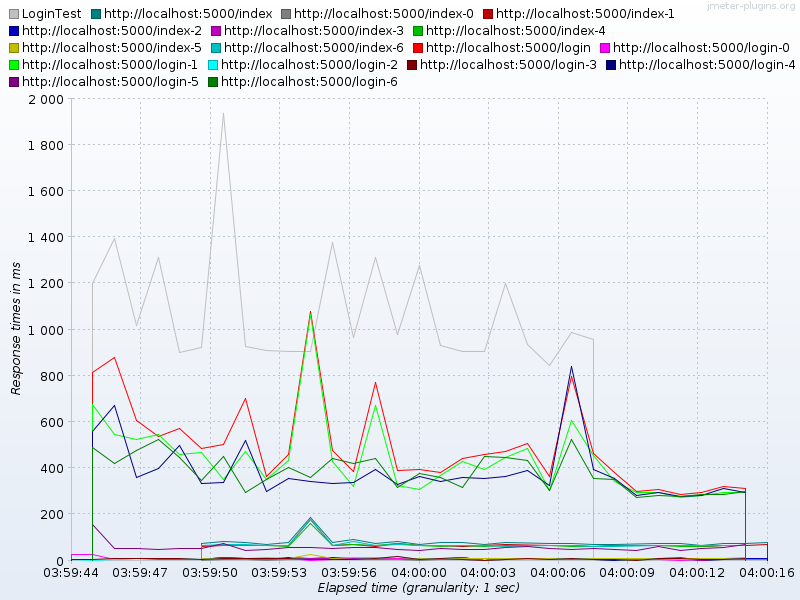 jmeter-plugins.org
LoginTest http://localhost:5000/index http://localhost:5000/index-0 http://localhost:5000/index-1
http://localhost:5000/index-2 http://localhost:5000/index-3 http://localhost:5000/index-4
http://localhost:5000/index-5 http://localhost:5000/index-6 http://localhost:5000/login http://localhost:5000/login-0
http://localhost:5000/login-1 http://localhost:5000/login-2 http://localhost:5000/login-3 http://localhost:5000/login-4
http://localhost:5000/login-5 http://localhost:5000/login-6
2 000
1 800
1 600
1 400
1 200
1 000
800
600
400
200
0
Response times in ms
03:59:44 03:59:47 03:59:50 03:59:53 03:59:56 04:00:00 04:00:03 04:00:06 04:00:09 04:00:12 04:00:16
Elapsed time (granularity: 1 sec)